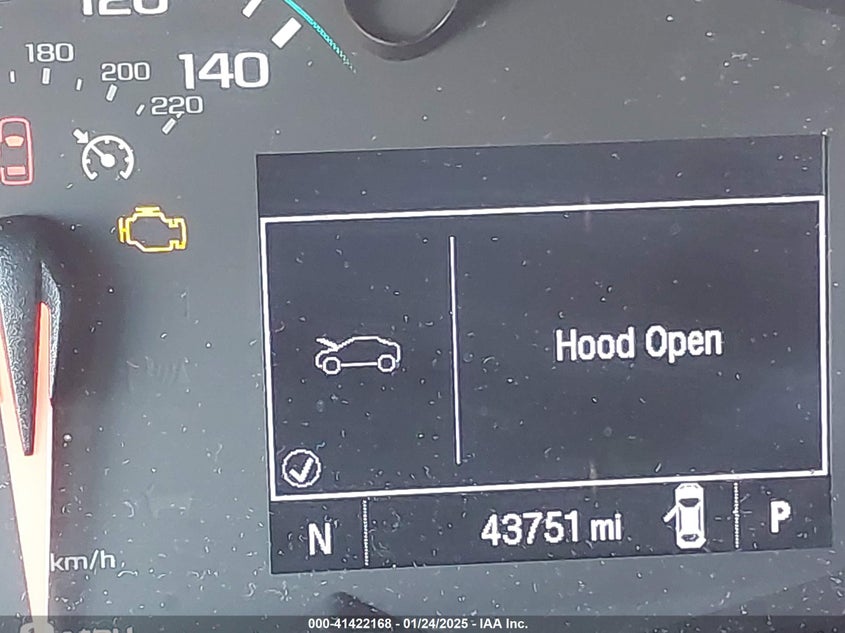 120
180
200
140
220
Hood Open
N
43751 mi
P
km/h
000-41422168 - 01/24/2025 - IAA Inc.